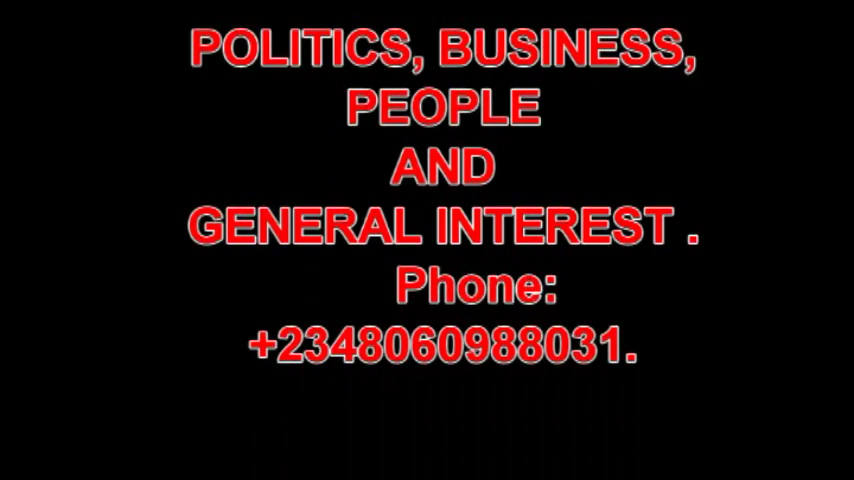 POLITICS, BUSINESS,
PEOPLE
AND
GENERAL INTEREST .
Phone:
+2348060988031.